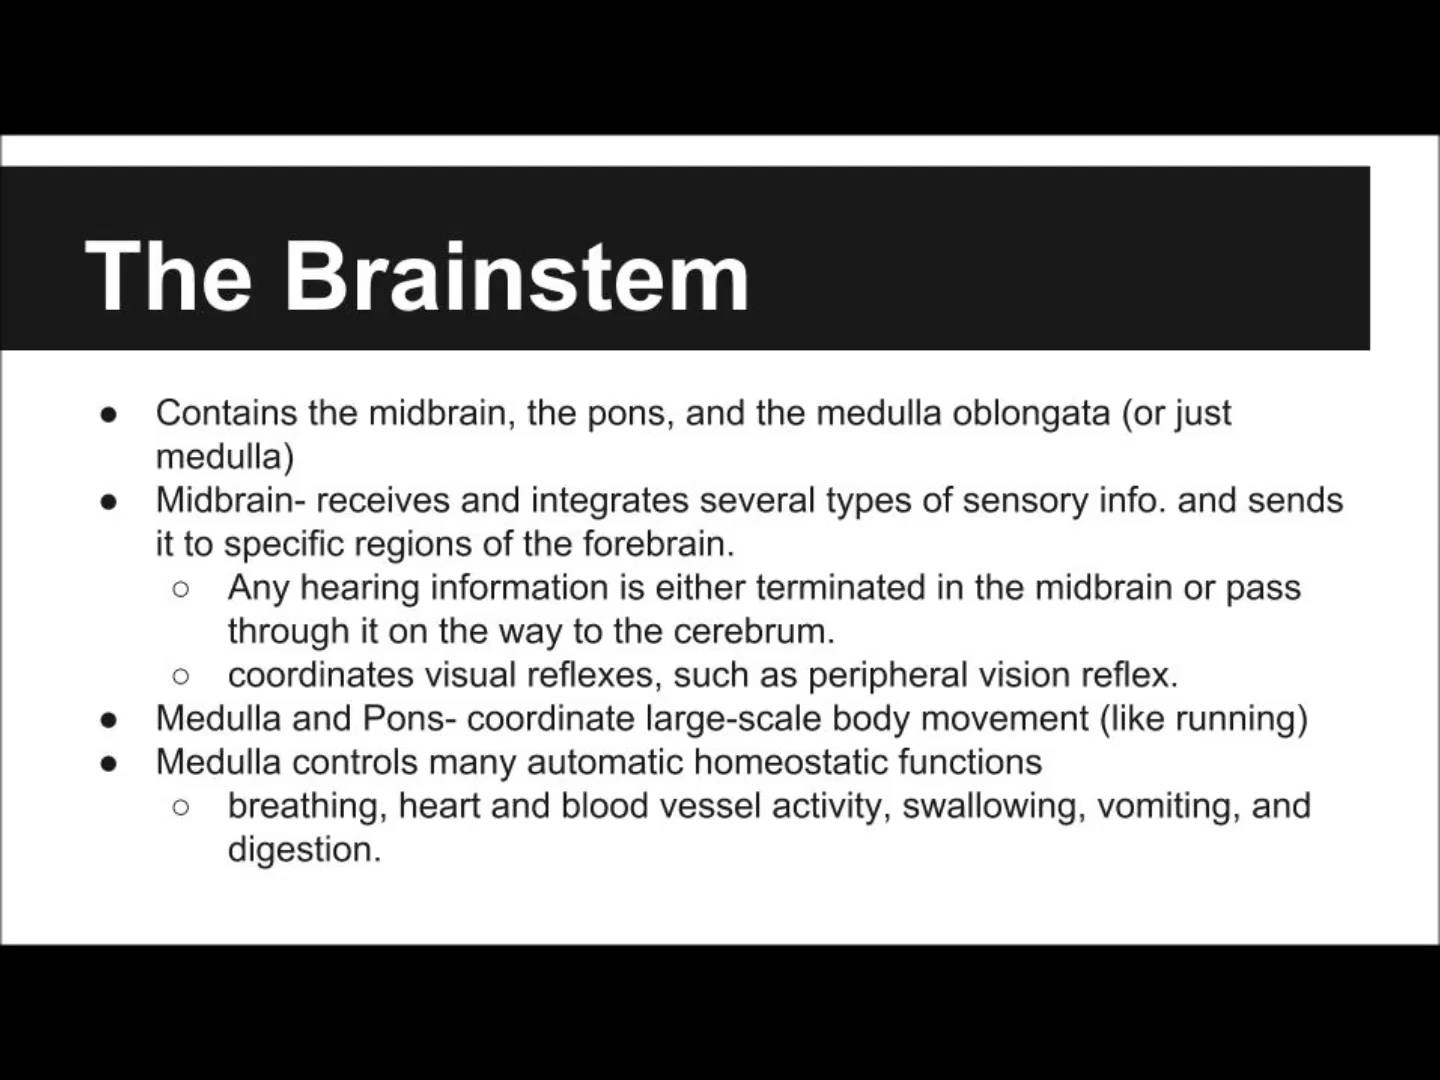 The Brainstem
● Contains the midbrain, the pons, and the medulla oblongata (or just
medulla)
● Midbrain- receives and integrates several types of sensory info. and sends
it to specific regions of the forebrain.
○ Any hearing information is either terminated in the midbrain or pass
through it on the way to the cerebrum.
○ coordinates visual reflexes, such as peripheral vision reflex.
● Medulla and Pons- coordinate large-scale body movement (like running)
● Medulla controls many automatic homeostatic functions
○ breathing, heart and blood vessel activity, swallowing, vomiting, and
digestion.